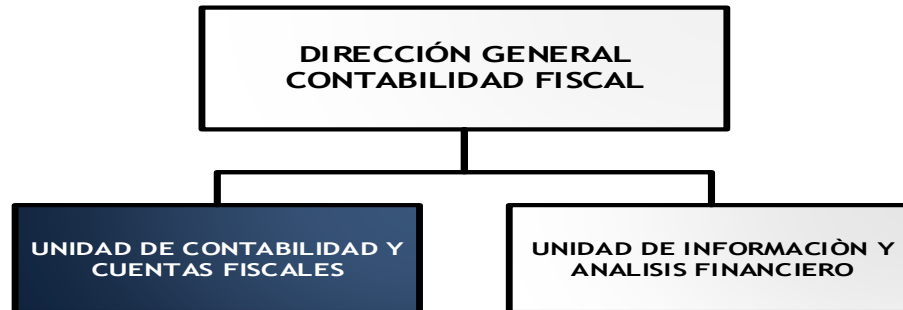 DIRECCIÓN GENERAL
CONTABILIDAD FISCAL
UNIDAD DE CONTABILIDAD Y
CUENTAS FISCALES
UNIDAD DE INFORMACIÒN Y
ANALISIS FINANCIERO